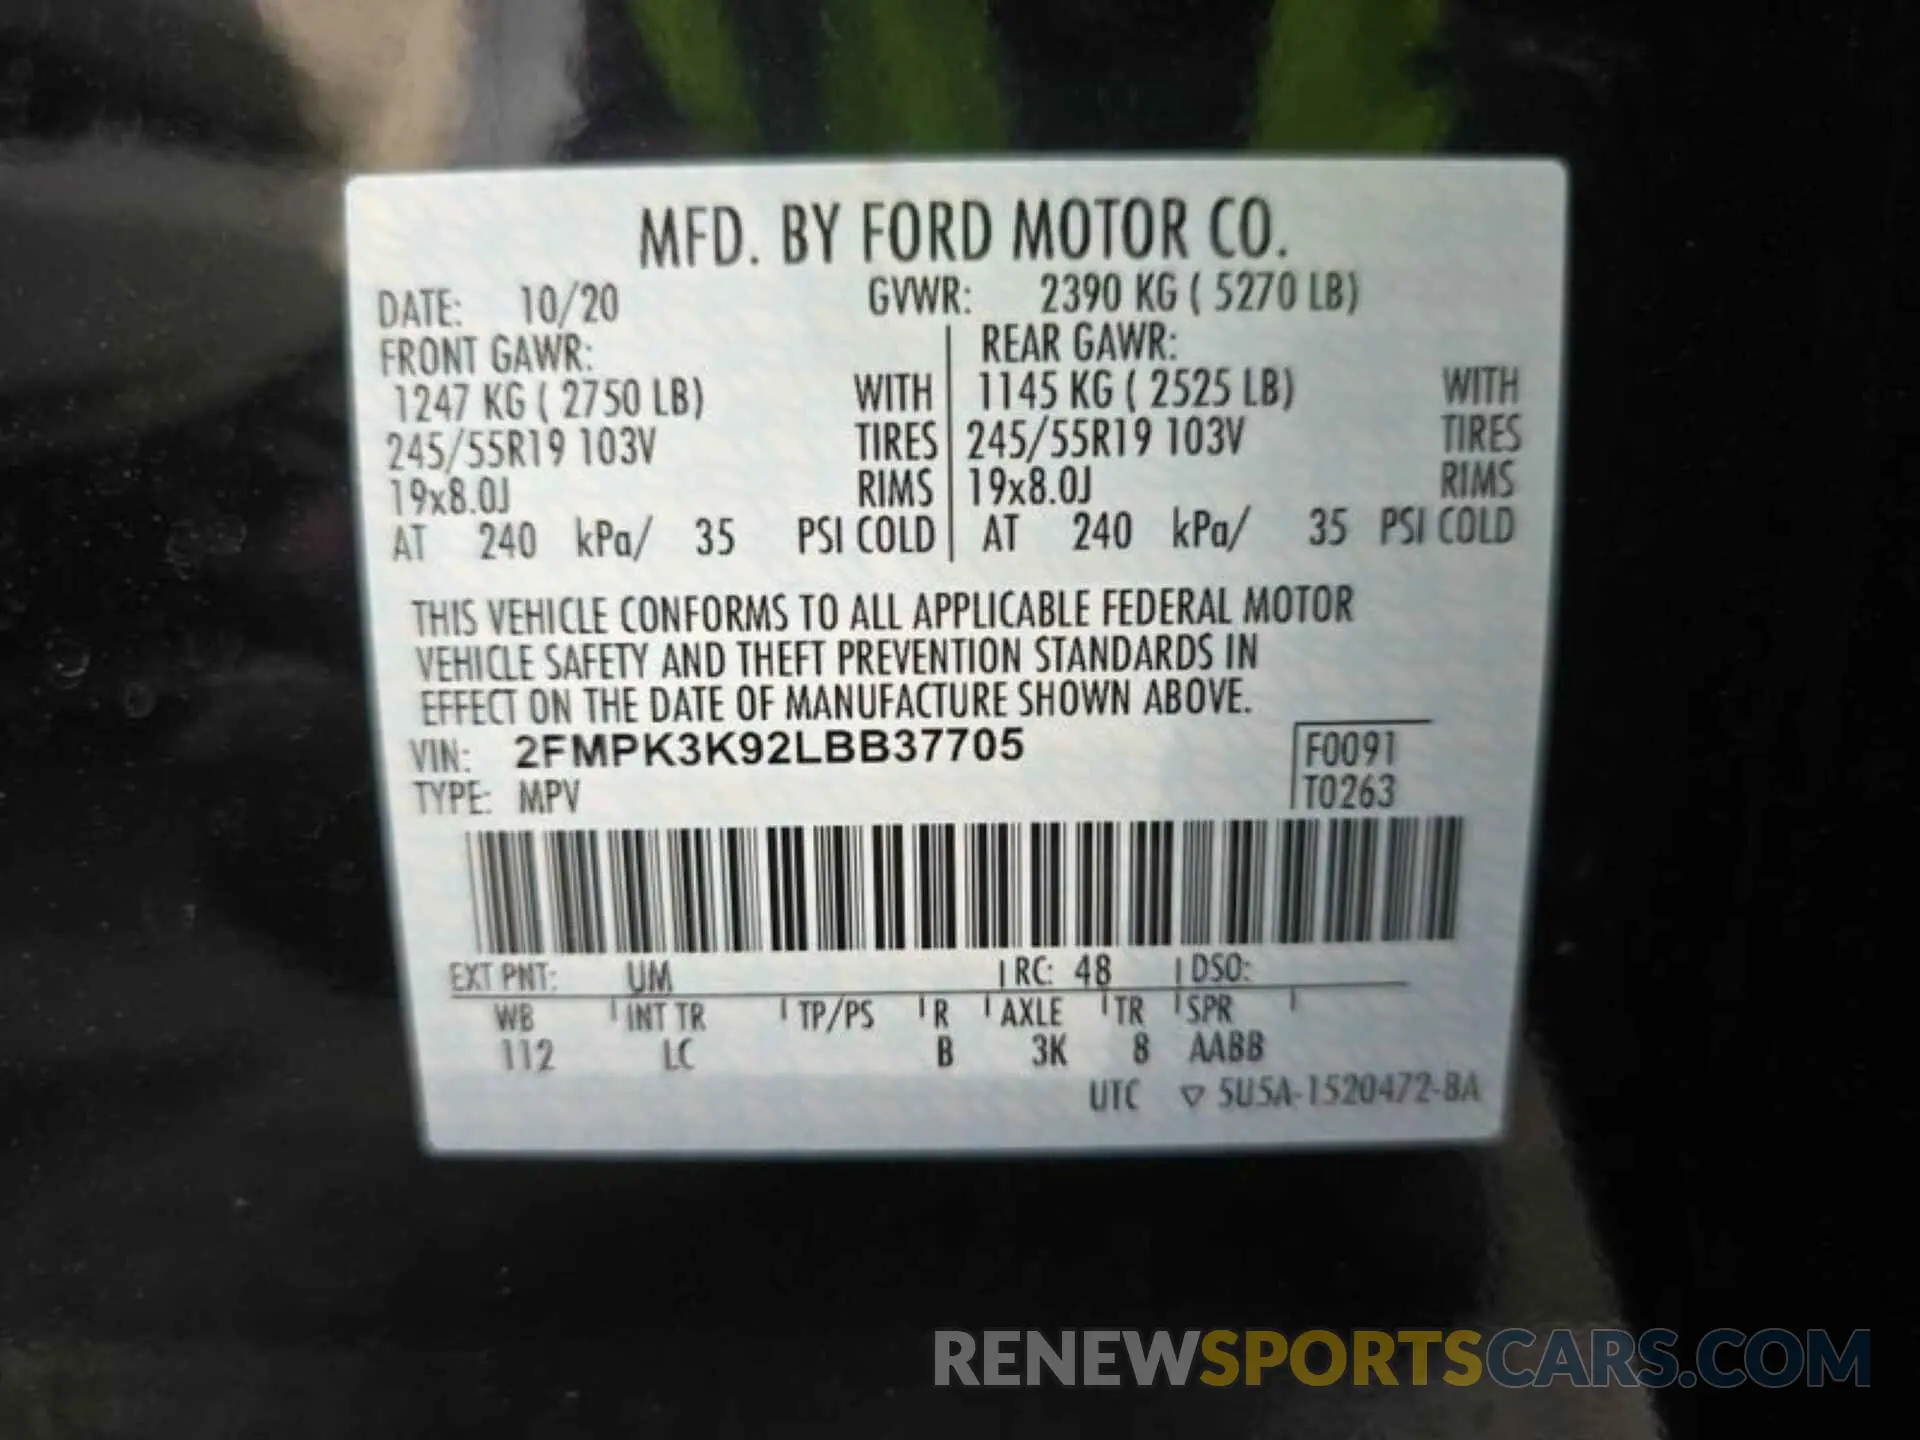 MFD. BY FORD MOTOR CO.
DATE: 10/20 GVWR: 2390 KG ( 5270 LB)
FRONT GAWR: REAR GAWR:
1247 KG ( 2750 LB) WITH 1145 KG ( 2525 LB) WITH
245/55R19 103V TIRES 245/55R19 103V TIRES
19x8.0J RIMS 19x8.0J RIMS
AT 240 kPa/ 35 PSI COLD AT 240 kPa/ 35 PSI COLD
THIS VEHICLE CONFORMS TO ALL APPLICABLE FEDERAL MOTOR
VEHICLE SAFETY AND THEFT PREVENTION STANDARDS IN
EFFECT ON THE DATE OF MANUFACTURE SHOWN ABOVE.
VIN: 2FMPK3K92LBB37705 F0091
TYPE: MPV T0263
EXT PNT: UM RC: 48 DSO:
WB INT TR TP/PS R AXLE TR SPR
112 LC B 3K 8 AABB
UTC ▽ 5U5A-1520472-BA
RENEWSPORTSCARS.COM